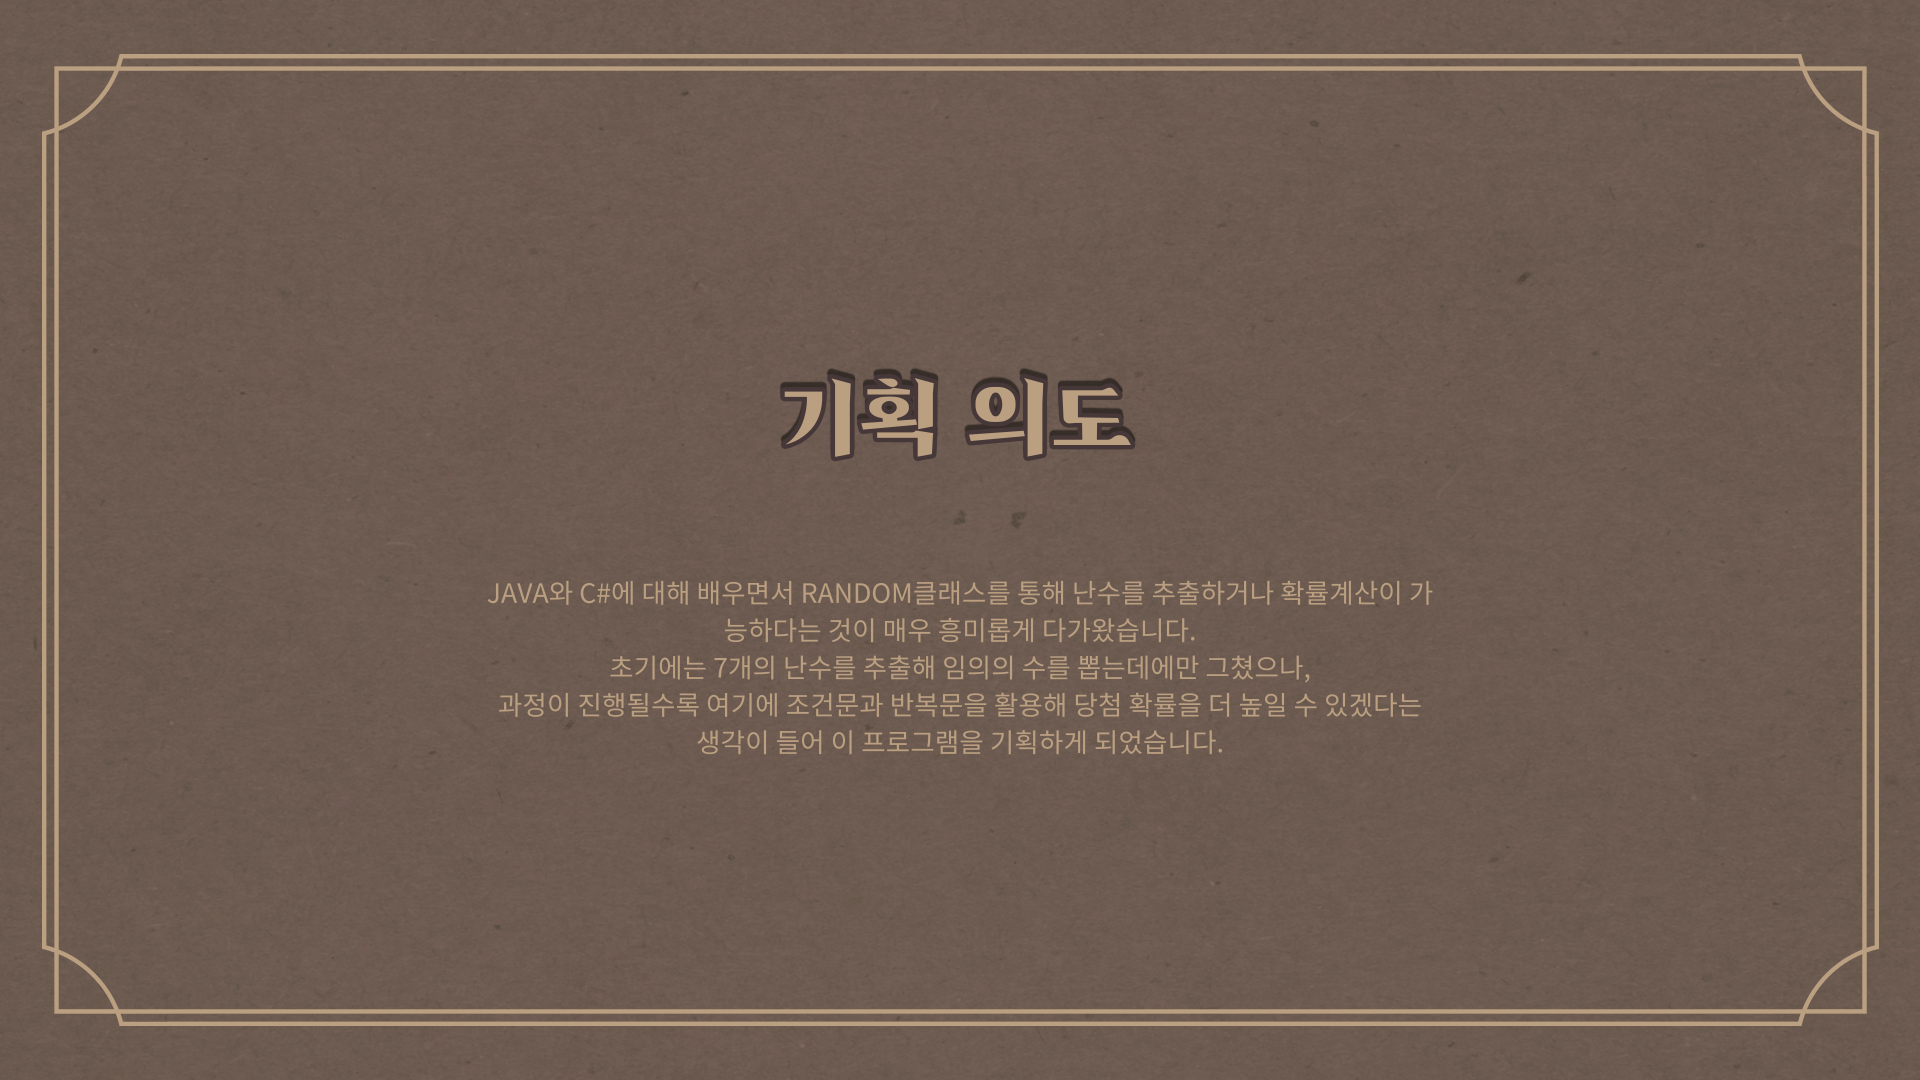 기획 의도
JAVA와 C#에 대해 배우면서 RANDOM클래스를 통해 난수를 추출하거나 확률계산이 가
능하다는 것이 매우 흥미롭게 다가왔습니다.
초기에는 7개의 난수를 추출해 임의의 수를 뽑는데에만 그쳤으나,
과정이 진행될수록 여기에 조건문과 반복문을 활용해 당첨 확률을 더 높일 수 있겠다는
생각이 들어 이 프로그램을 기획하게 되었습니다.